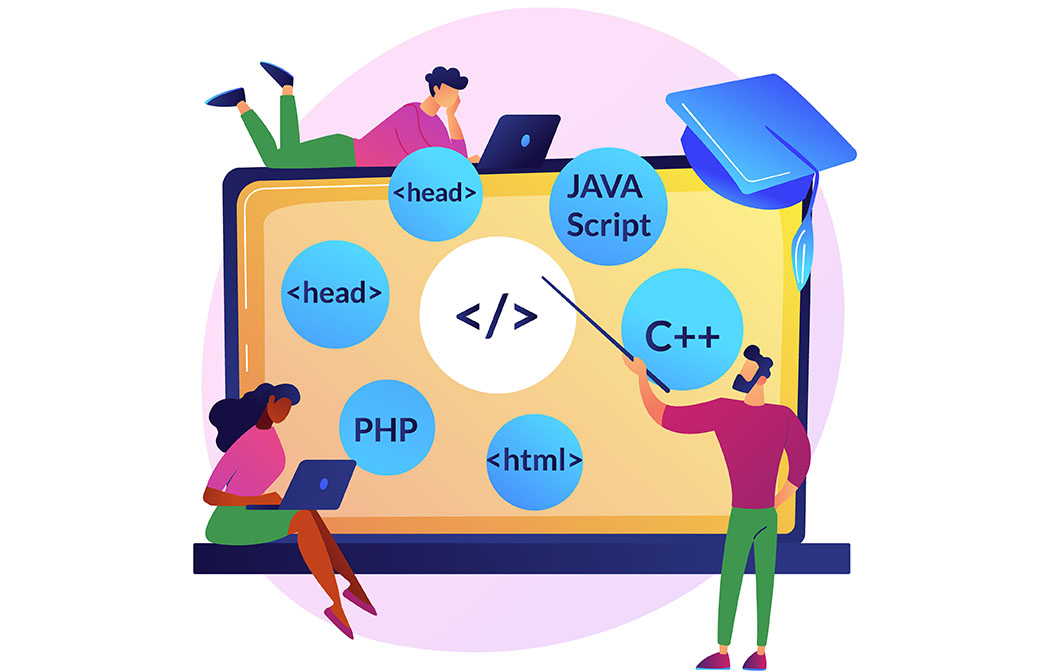 <head>
JAVA
Script
<head>
</>
C++
PHP
<html>